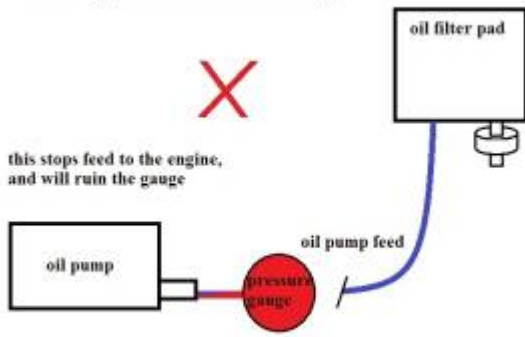 oil filter pad
this stops feed to the engine,
and will ruin the gauge
oil pump feed
oil pump
pressure
gauge